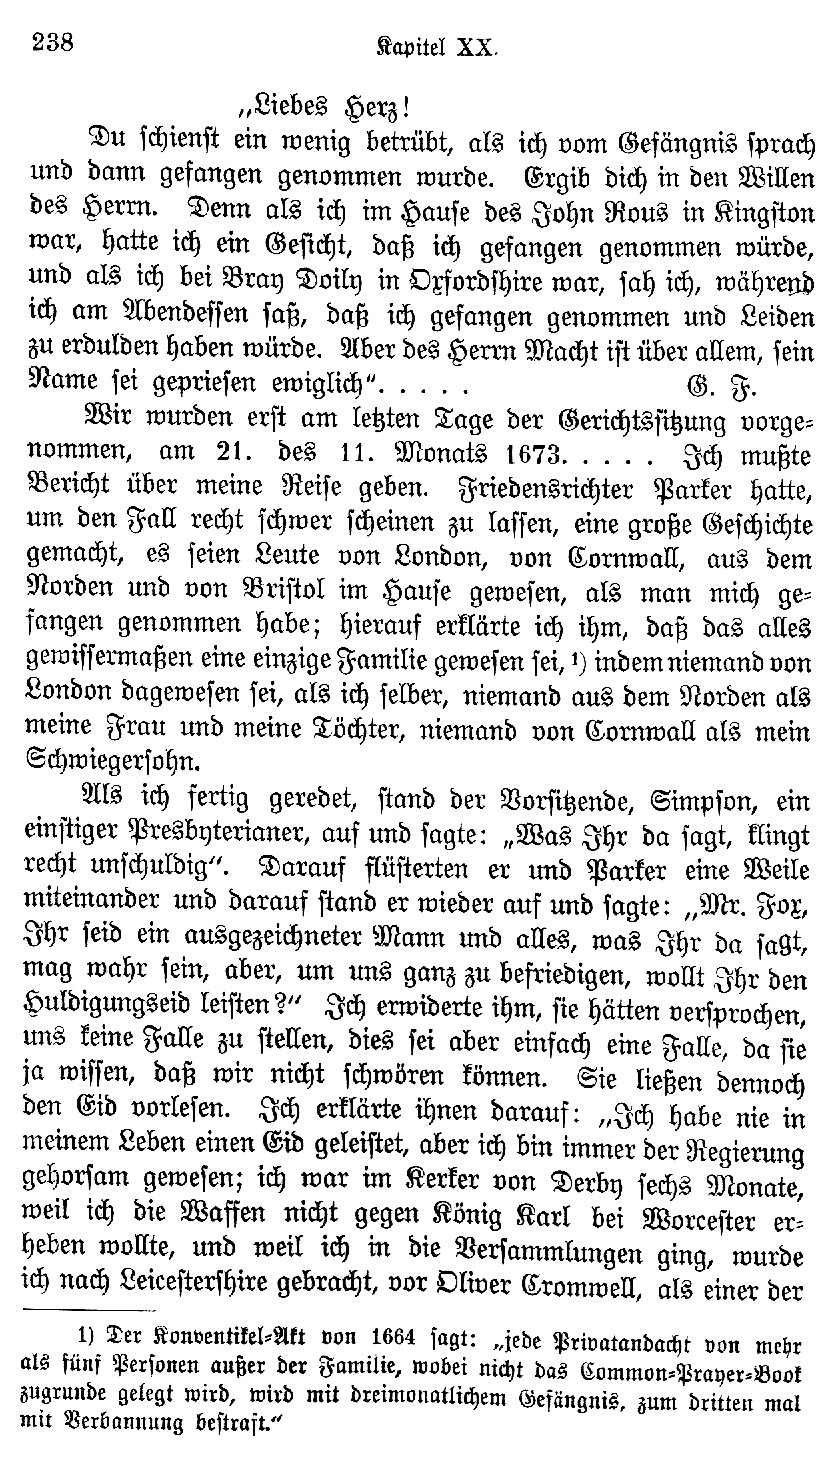 238
Kapitel XX.
„Liebes Herz!
Du schienst ein wenig betrübt, als ich vom Gefängnis sprach
und dann gefangen genommen wurde. Ergib dich in den Willen
des Herrn. Denn als ich im Hause des John Rous in Kingston
war, hatte ich ein Gesicht, daß ich gefangen genommen würde,
und als ich bei Bray Doily in Oxfordshire war, sah ich, während
ich am Abendessen saß, daß ich gefangen genommen und Leiden
zu erdulden haben würde. Aber des Herrn Macht ist über allem, sein
Name sei gepriesen ewiglich“. . . . . G. F.
Wir wurden erst am letzten Tage der Gerichtssitzung vorge-
nommen, am 21. des 11. Monats 1673. . . . . Ich mußte
Bericht über meine Reise geben. Friedensrichter Parker hatte,
um den Fall recht schwer scheinen zu lassen, eine große Geschichte
gemacht, es seien Leute von London, von Cornwall, aus dem
Norden und von Bristol im Hause gewesen, als man mich ge-
fangen genommen habe; hierauf erklärte ich ihm, daß das alles
gewissermaßen eine einzige Familie gewesen sei, ¹) indem niemand von
London dagewesen sei, als ich selber, niemand aus dem Norden als
meine Frau und meine Töchter, niemand von Cornwall als mein
Schwiegersohn.
Als ich fertig geredet, stand der Vorsitzende, Simpson, ein
einstiger Presbyterianer, auf und sagte: „Was Ihr da sagt, klingt
recht unschuldig“. Darauf flüsterten er und Parker eine Weile
miteinander und darauf stand er wieder auf und sagte: „Mr. Fox,
Ihr seid ein ausgezeichneter Mann und alles, was Ihr da sagt,
mag wahr sein, aber, um uns ganz zu befriedigen, wollt Ihr den
Huldigungseid leisten?“ Ich erwiderte ihm, sie hätten versprochen,
uns keine Falle zu stellen, dies sei aber einfach eine Falle, da sie
ja wissen, daß wir nicht schwören können. Sie ließen dennoch
den Eid vorlesen. Ich erklärte ihnen darauf: „Ich habe nie in
meinem Leben einen Eid geleistet, aber ich bin immer der Regierung
gehorsam gewesen; ich war im Kerker von Derby sechs Monate,
weil ich die Waffen nicht gegen König Karl bei Worcester er-
heben wollte, und weil ich in die Versammlungen ging, wurde
ich nach Leicestershire gebracht, vor Oliver Cromwell, als einer der
1) Der Konventikel-Akt von 1664 sagt: „jede Privatandacht von mehr
als fünf Personen außer der Familie, wobei nicht das Common-Prayer-Book
zugrunde gelegt wird, wird mit dreimonatlichem Gefängnis, zum dritten mal
mit Verbannung bestraft.“